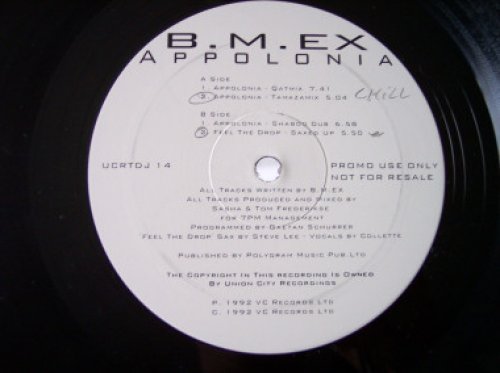 B.M.EX
APPOLONIA
A SIDE
1 APPOLONIA - QATHIA 7.41
2 APPOLONIA - TAMAZAMIX 5.04 CHILL
B SIDE
1 APPOLONIA - SHABOO DUB 6.58
2 FEEL THE DROP - SAXED UP 5.50
UCRTDJ 14
PROMO USE ONLY
NOT FOR RESALE
ALL TRACKS WRITTEN BY B.M.EX
ALL TRACKS PRODUCED AND MIXED BY
SASHA & TOM FREDERIKSE
FOR 7PM MANAGEMENT
PROGRAMMED BY GRETAN SCHURRER
FEEL THE DROP SAX BY STEVE LEE - VOCALS BY COLLETTE
PUBLISHED BY POLYGRAM MUSIC PUB.LTD
THE COPYRIGHT IN THIS RECORDING IS OWNED
BY UNION CITY RECORDINGS
P. 1992 VC RECORDS LTD
C. 1992 VC RECORDS LTD